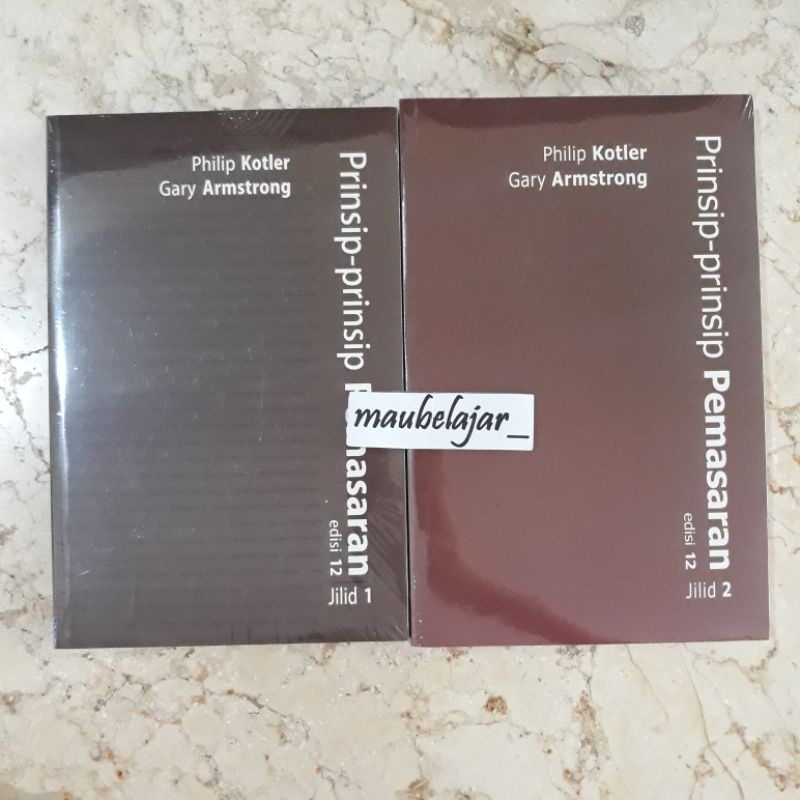 Philip Kotler
Gary Armstrong
Prinsip-prinsip Pemasaran
edisi 12
Jilid 1
Philip Kotler
Gary Armstrong
Prinsip-prinsip Pemasaran
edisi 12
Jilid 2
maubelajar_